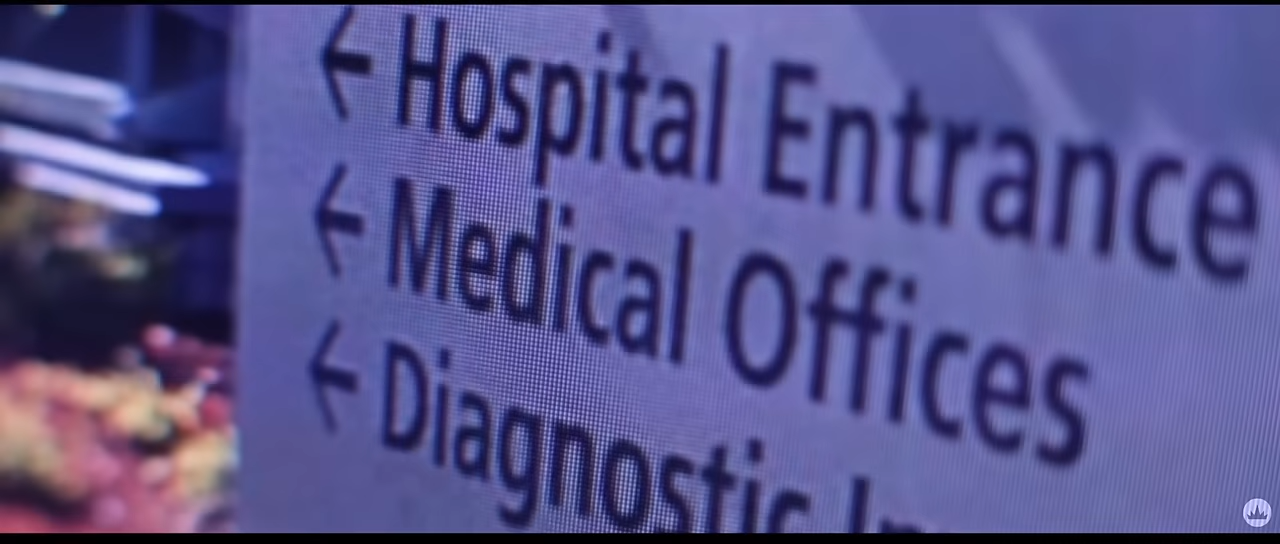 ← Hospital Entrance
← Medical Offices
← Diagnostic